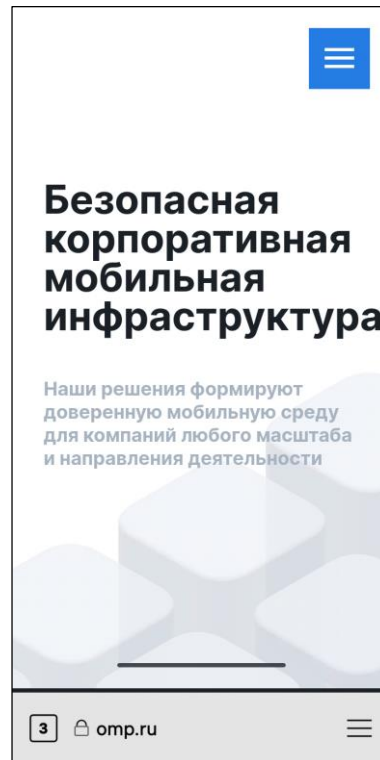 Безопасная
корпоративная
мобильная
инфраструктура
Наши решения формируют
доверенную мобильную среду
для компаний любого масштаба
и направления деятельности
3 omp.ru